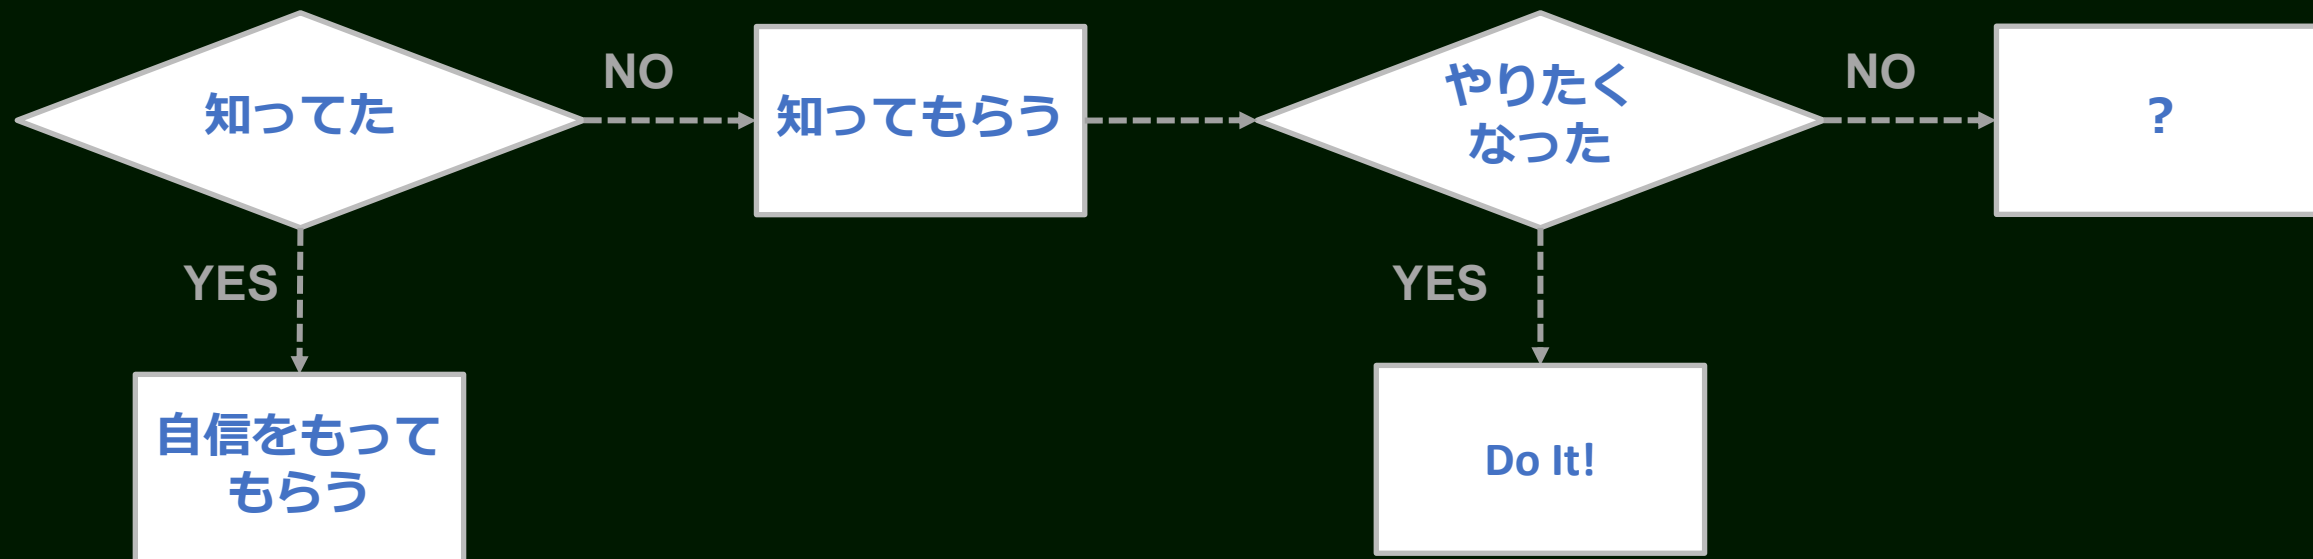 知ってた
NO
知ってもらう
やりたく
なった
NO
?
YES
YES
自信をもって
もらう
Do It!